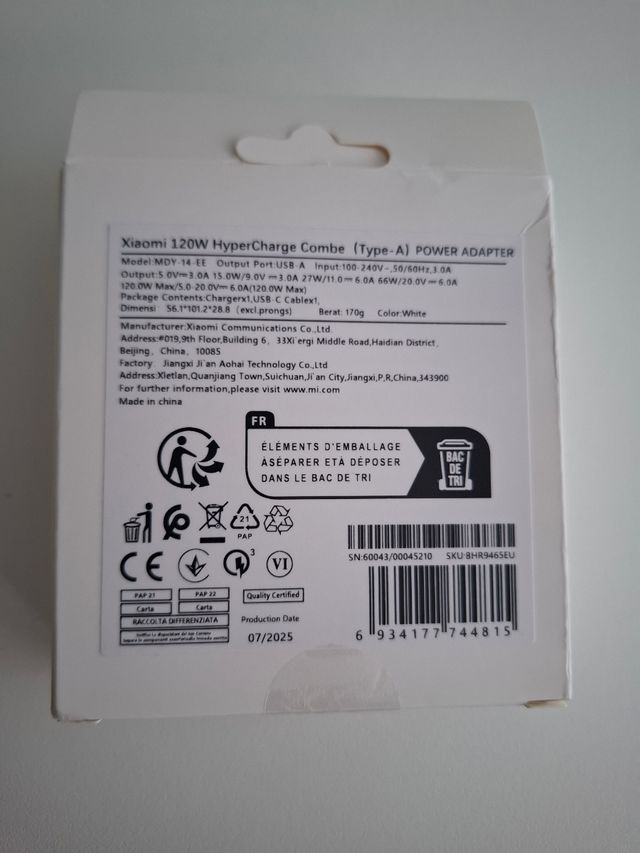 Xiaomi 120W HyperCharge Combe (Type-A) POWER ADAPTER
Model:MDY-14-EE Output Port:USB-A Input:100-240V~,50/60Hz,3.0A
Output:5.0V⎓3.0A 15.0W/9.0V ⎓3.0A 27W/11.0⎓ 6.0A 66W/20.0V ⎓ 6.0A
120.0W Max/5.0-20.0V⎓ 6.0A(120.0W Max)
Package Contents:Chargerx1,USB-C Cablex1,
Dimensi 56.1*101.2*28.8 (excl.prongs) Berat: 170g Color:White
Manufacturer:Xiaomi Communications Co.,Ltd.
Address:#019,9th Floor,Building 6, 33Xi'ergi Middle Road,Haidian District,
Beijing, China, 10085
Factory Jiangxi Ji'an Aohai Technology Co.,Ltd
Address:Xietlan,Quanjiang Town,Suichuan,Ji'an City,Jiangxi,P,R,China,343900
For further information,please visit www.mi.com
Made in china
FR
ÉLÉMENTS D'EMBALLAGE
ÀSÉPARER ETÀ DÉPOSER
DANS LE BAC DE TRI
BAC
DE
TRI
21
PAP
CE
3
VI
PAP 21 PAP 22
Carta Carta
RACCOLTA DIFFERENZIATA
Quality Certified
Production Date
07/2025
SN:60043/00045210 SKU:8HR9465EU
6 934177 744815